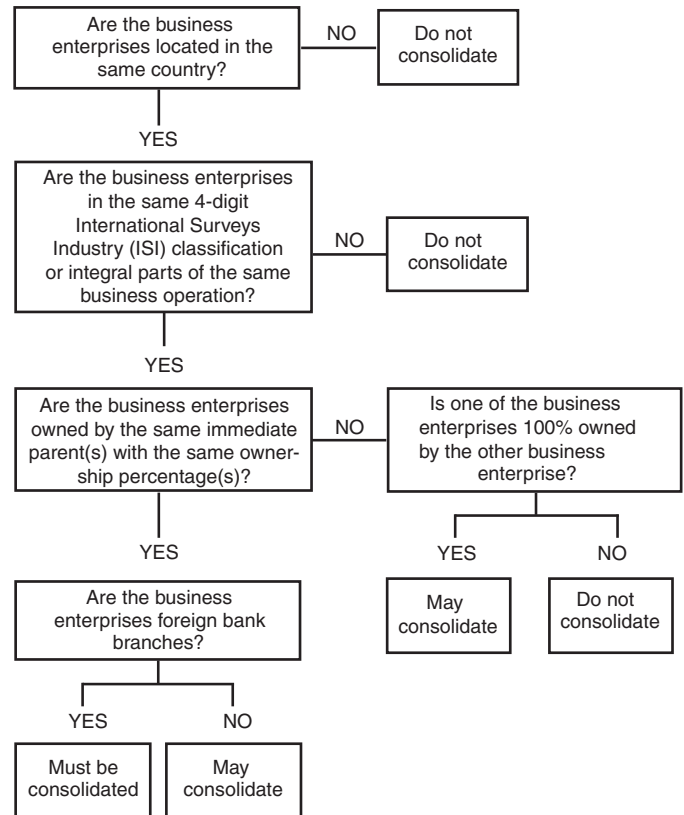 Are the business
enterprises located in the
same country?
NO
Do not
consolidate
YES
Are the business enterprises
in the same 4-digit
International Surveys
Industry (ISI) classification
or integral parts of the same
business operation?
NO
Do not
consolidate
YES
Are the business enterprises
owned by the same immediate
parent(s) with the same owner-
ship percentage(s)?
NO
Is one of the business
enterprises 100% owned
by the other business
enterprise?
YES
YES
NO
May
consolidate
Do not
consolidate
Are the business
enterprises foreign bank
branches?
YES
NO
Must be
consolidated
May
consolidate